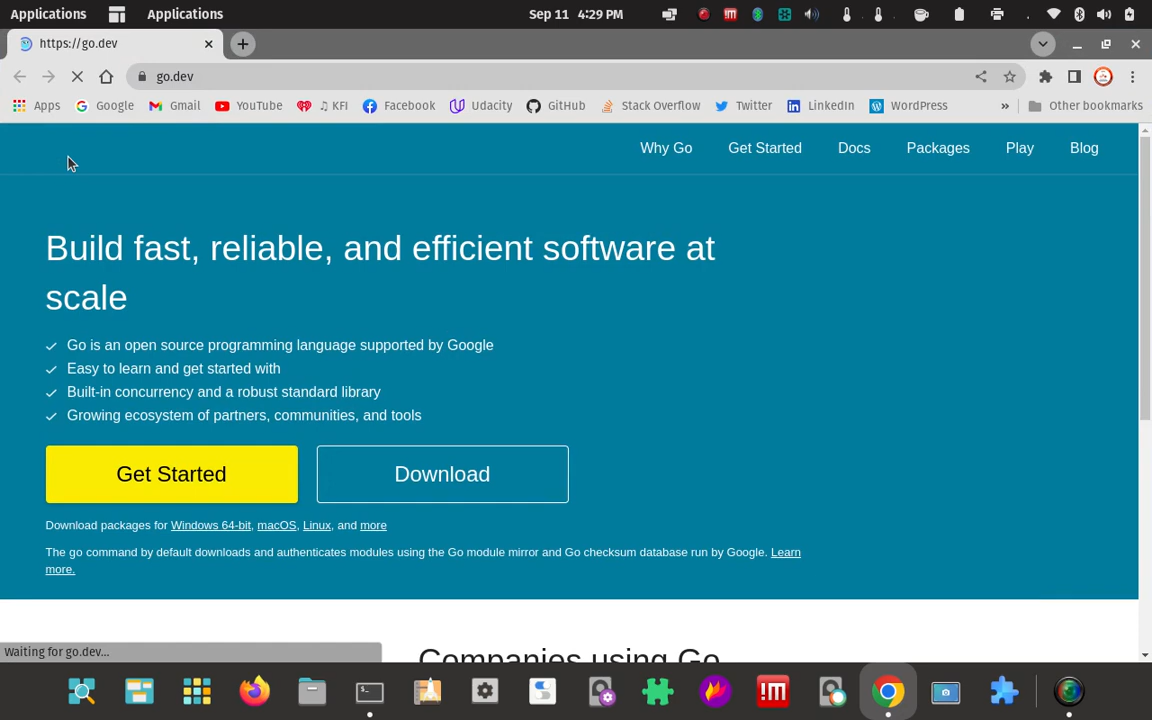 Applications Applications Sep 11 4:29 PM
https://go.dev
go.dev
Apps Google Gmail YouTube ♫ KFI Facebook Udacity GitHub Stack Overflow Twitter LinkedIn WordPress » Other bookmarks
Why Go Get Started Docs Packages Play Blog
Build fast, reliable, and efficient software at
scale
Go is an open source programming language supported by Google
Easy to learn and get started with
Built-in concurrency and a robust standard library
Growing ecosystem of partners, communities, and tools
Get Started Download
Download packages for Windows 64-bit, macOS, Linux, and more
The go command by default downloads and authenticates modules using the Go module mirror and Go checksum database run by Google. Learn
more.
Waiting for go.dev...
Companies using Go